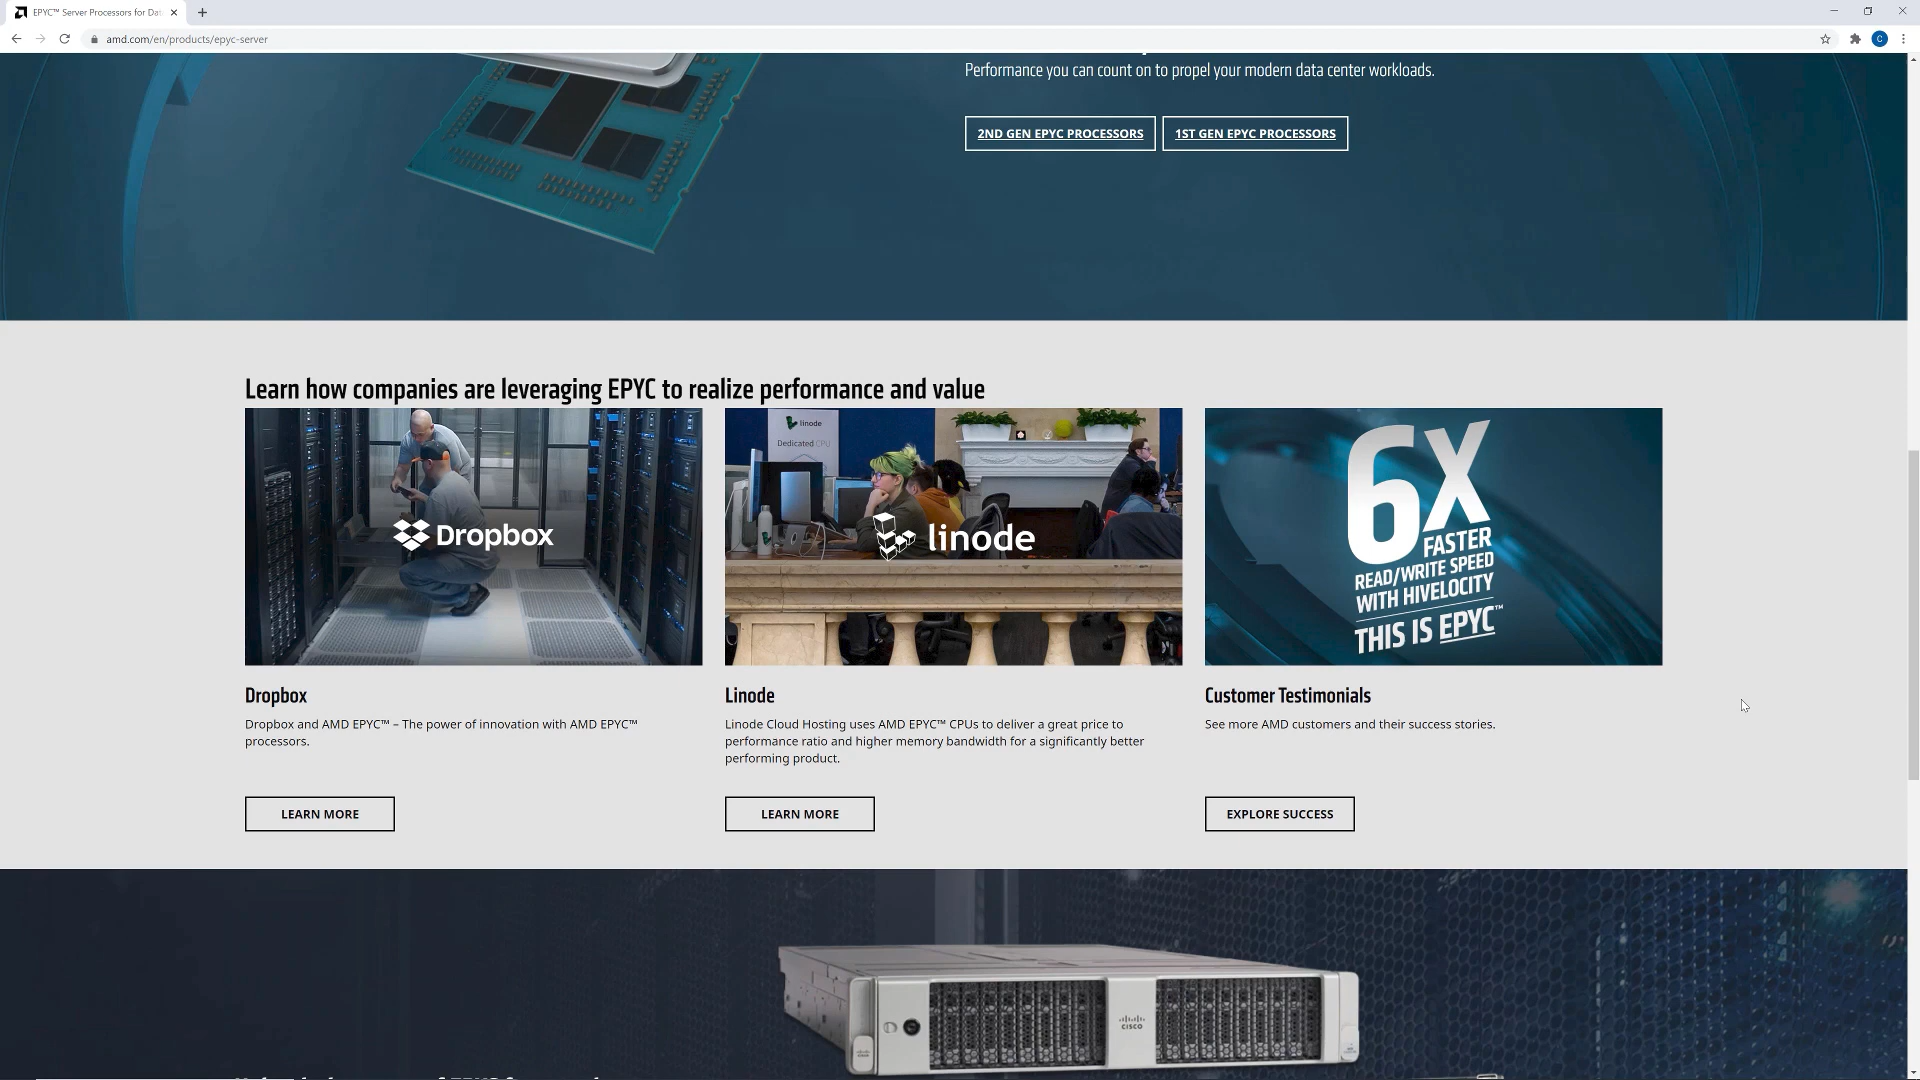 EPYC™ Server Processors for Dat
amd.com/en/products/epyc-server
C
Performance you can count on to propel your modern data center workloads.
2ND GEN EPYC PROCESSORS
1ST GEN EPYC PROCESSORS
Learn how companies are leveraging EPYC to realize performance and value
Dropbox
linode
Dedicated CPU
linode
6X
FASTER
READ/WRITE SPEED
WITH HIVELOCITY
THIS IS EPYC™
Dropbox
Dropbox and AMD EPYC™ – The power of innovation with AMD EPYC™
processors.
LEARN MORE
Linode
Linode Cloud Hosting uses AMD EPYC™ CPUs to deliver a great price to
performance ratio and higher memory bandwidth for a significantly better
performing product.
LEARN MORE
Customer Testimonials
See more AMD customers and their success stories.
EXPLORE SUCCESS
CISCO